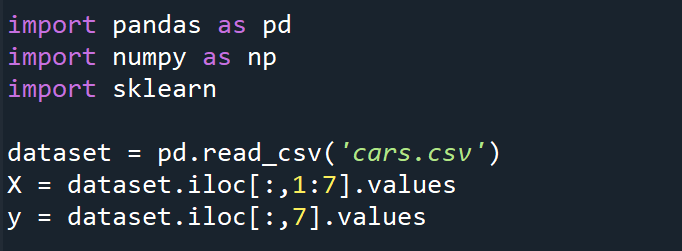 import pandas as pd
import numpy as np
import sklearn
dataset = pd.read_csv('cars.csv')
X = dataset.iloc[:,1:7].values
y = dataset.iloc[:,7].values